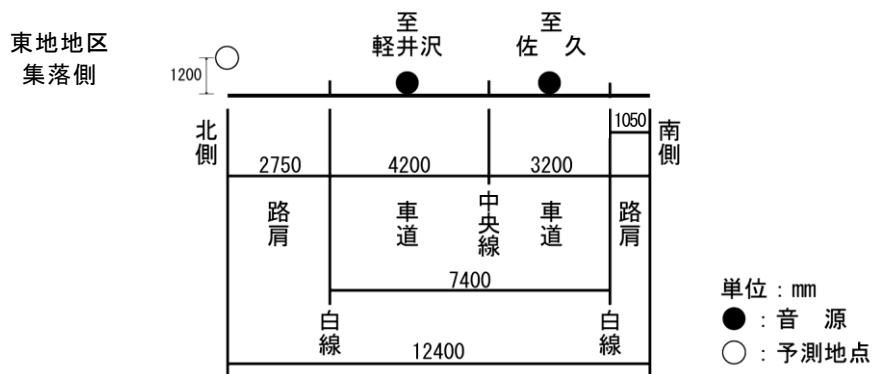 東地地区
集落側
1200
至
軽井沢
至
佐久
北側
南側
1050
2750
4200
3200
路肩
車道
中央線
車道
路肩
7400
白線
白線
12400
単位：mm
●：音　源
○：予測地点